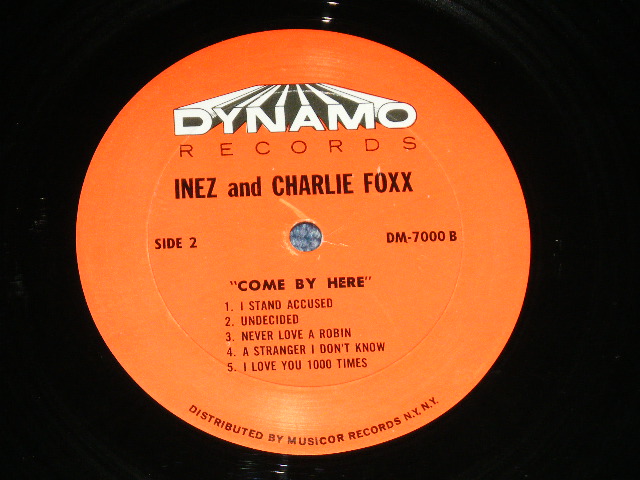 DYNAMO
RECORDS
INEZ and CHARLIE FOXX
SIDE 2
DM-7000 B
"COME BY HERE"
1. I STAND ACCUSED
2. UNDECIDED
3. NEVER LOVE A ROBIN
4. A STRANGER I DON'T KNOW
5. I LOVE YOU 1000 TIMES
DISTRIBUTED BY MUSICOR RECORDS N.Y. N.Y.